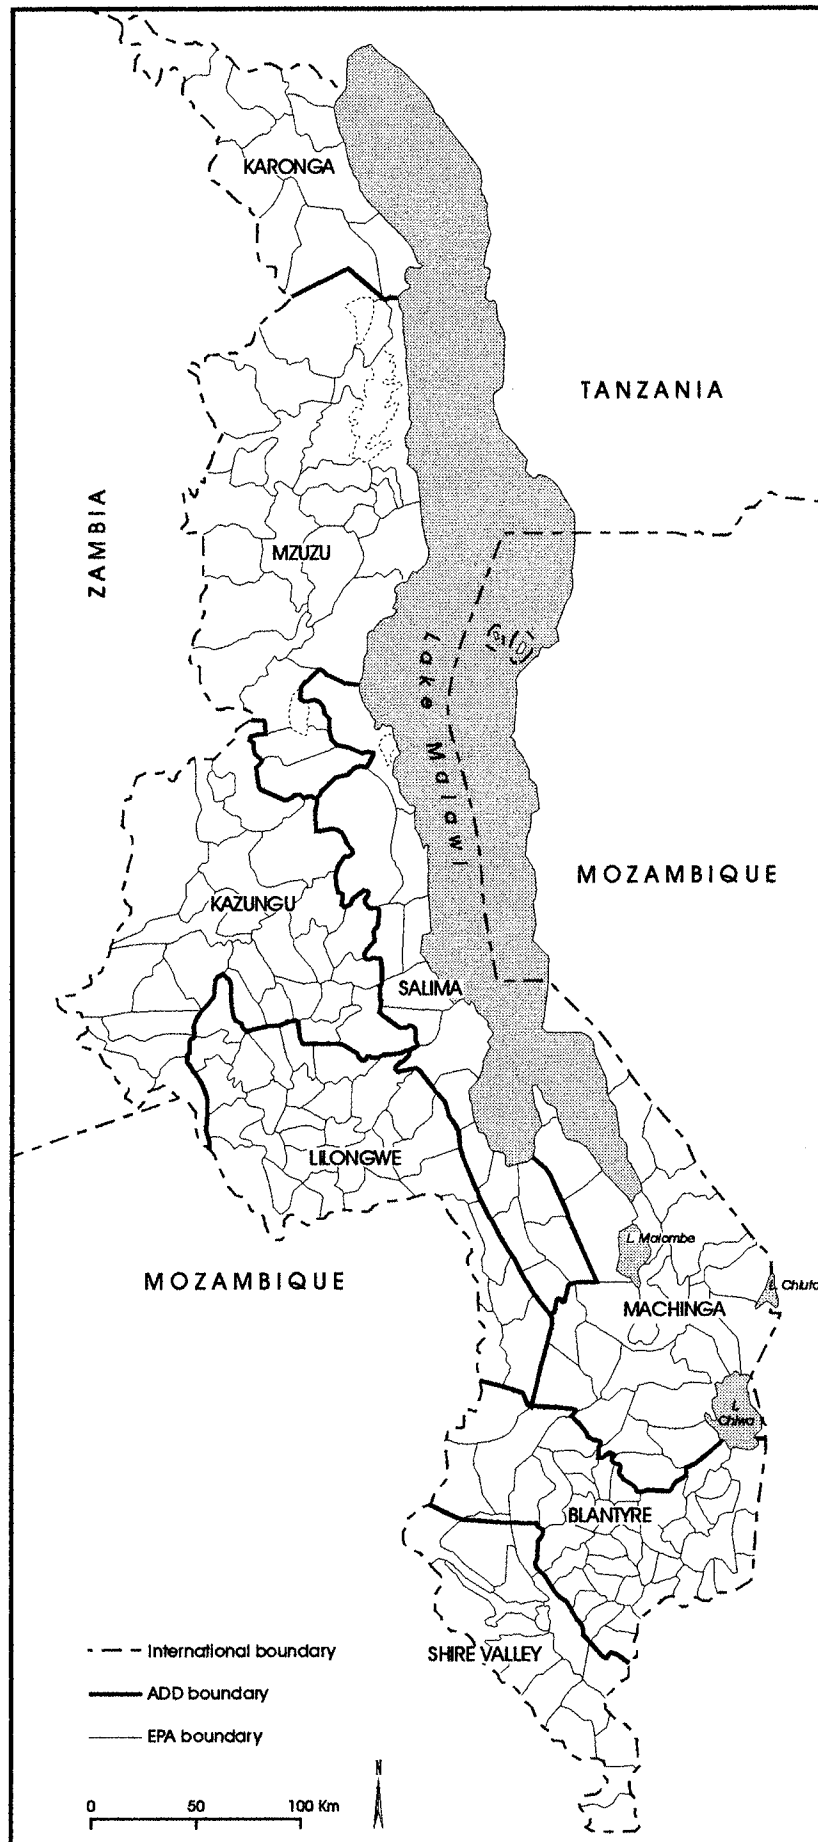 KARONGA
TANZANIA
ZAMBIA
MZUZU
Lake Malawi
MOZAMBIQUE
KAZUNGU
SALIMA
LILONGWE
L. Malombe
MOZAMBIQUE
L. Chiuta
MACHINGA
L.
Chilwa
BLANTYRE
SHIRE VALLEY
International boundary
ADD boundary
EPA boundary
N
0 50 100 Km